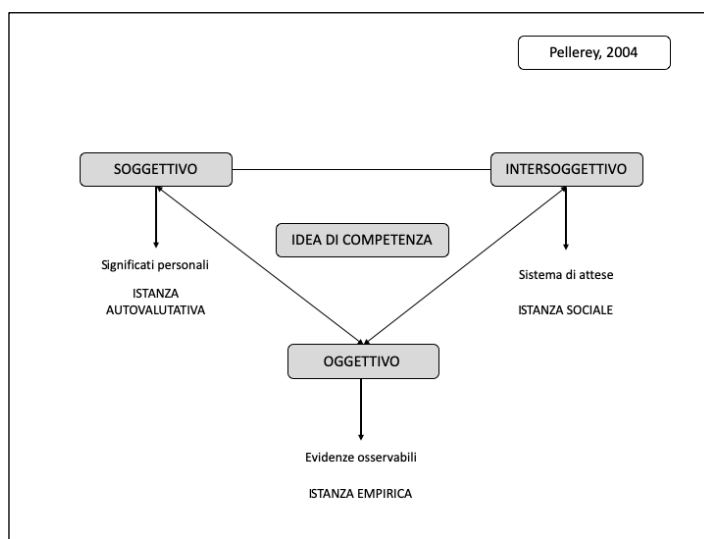 Pellerey, 2004
SOGGETTIVO
INTERSOGGETTIVO
IDEA DI COMPETENZA
Significati personali
ISTANZA
AUTOVALUTATIVA
Sistema di attese
ISTANZA SOCIALE
OGGETTIVO
Evidenze osservabili
ISTANZA EMPIRICA